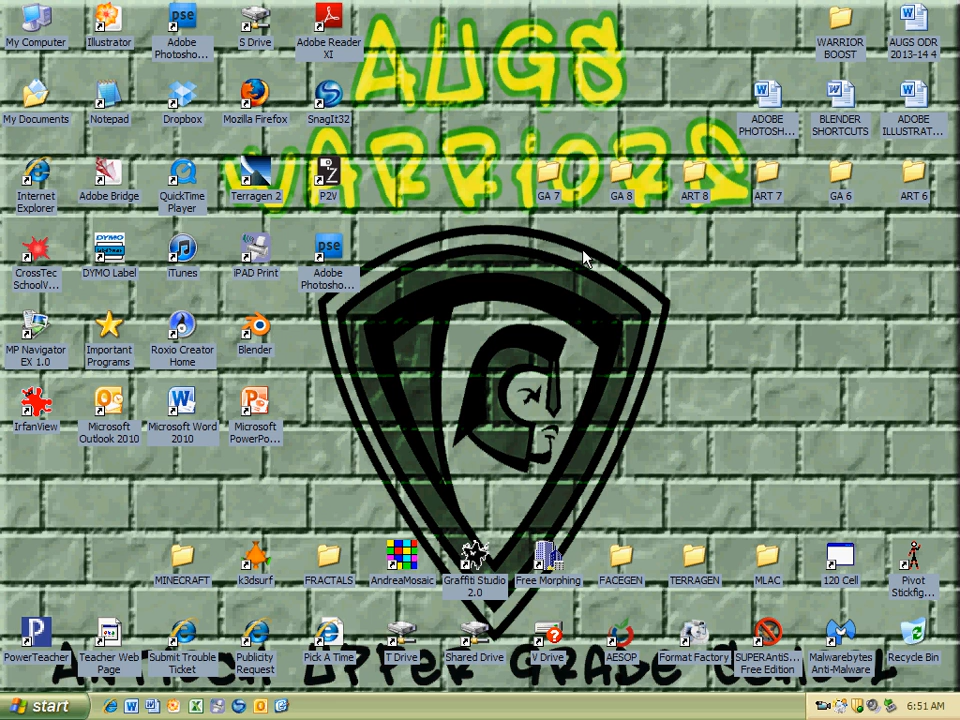 AUGS
WARRIORS
My Computer
Illustrator
Adobe
Photosho...
S Drive
Adobe Reader
XI
WARRIOR
BOOST
AUGS ODR
2013-14 4
My Documents
Notepad
Dropbox
Mozilla Firefox
SnagIt32
ADOBE
PHOTOSH...
BLENDER
SHORTCUTS
ADOBE
ILLUSTRAT...
Internet
Explorer
Adobe Bridge
QuickTime
Player
Terragen 2
P2V
GA 7
GA 8
ART 8
ART 7
GA 6
ART 6
CrossTec
SchoolV...
DYMO Label
iTunes
iPAD Print
Adobe
Photosho...
MP Navigator
EX 1.0
Important
Programs
Roxio Creator
Home
Blender
IrfanView
Microsoft
Outlook 2010
Microsoft Word
2010
Microsoft
PowerPo...
MINECRAFT
k3dsurf
FRACTALS
AndreaMosaic
Graffiti Studio
2.0
Free Morphing
FACEGEN
TERRAGEN
MLAC
120 Cell
Pivot
Stickfig...
PowerTeacher
Teacher Web
Page
Submit Trouble
Ticket
Publicity
Request
Pick A Time
T Drive
Shared Drive
V Drive
AESOP
Format Factory
SUPERAntiS...
Free Edition
Malwarebytes
Anti-Malware
Recycle Bin
UPPER GRADE
start
6:51 AM